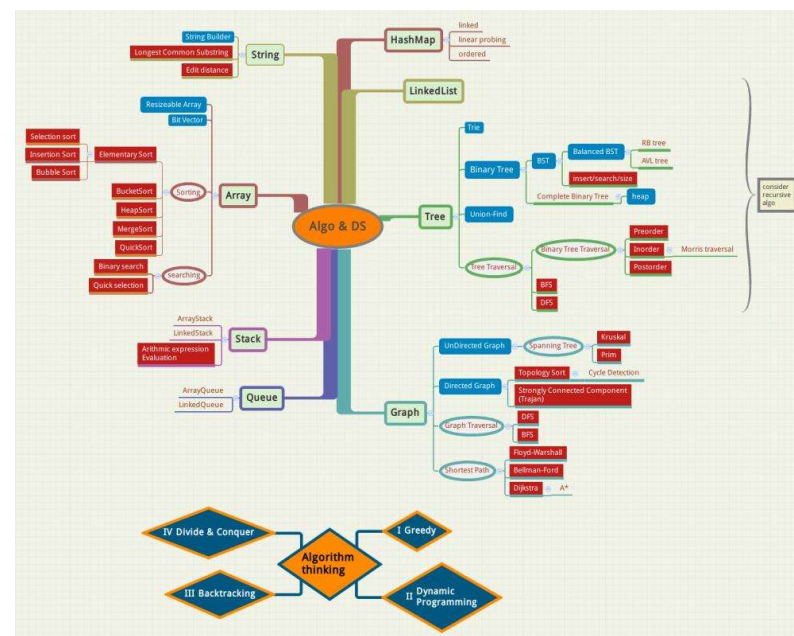 String Builder
Longest Common Substring
Edit distance
String
HashMap
linked
linear probing
ordered
LinkedList
Resizeable Array
Bit Vector
Selection sort
Insertion Sort
Bubble Sort
Elementary Sort
BucketSort
HeapSort
MergeSort
QuickSort
Sorting
Binary search
Quick selection
searching
Array
Algo & DS
Tree
Trie
Binary Tree
BST
Balanced BST
RB tree
AVL tree
insert/search/size
Complete Binary Tree
heap
Union-Find
Tree Traversal
Binary Tree Traversal
Preorder
Inorder
Morris traversal
Postorder
BFS
DFS
consider
recursive
algo
ArrayStack
LinkedStack
Arithmic expression
Evaluation
Stack
ArrayQueue
LinkedQueue
Queue
Graph
UnDirected Graph
Spanning Tree
Kruskal
Prim
Directed Graph
Topology Sort
Cycle Detection
Strongly Connected Component
(Trajan)
Graph Traversal
DFS
BFS
Shortest Path
Floyd-Warshall
Bellman-Ford
Dijkstra
A*
IV Divide & Conquer
I Greedy
Algorithm
thinking
III Backtracking
II Dynamic
Programming